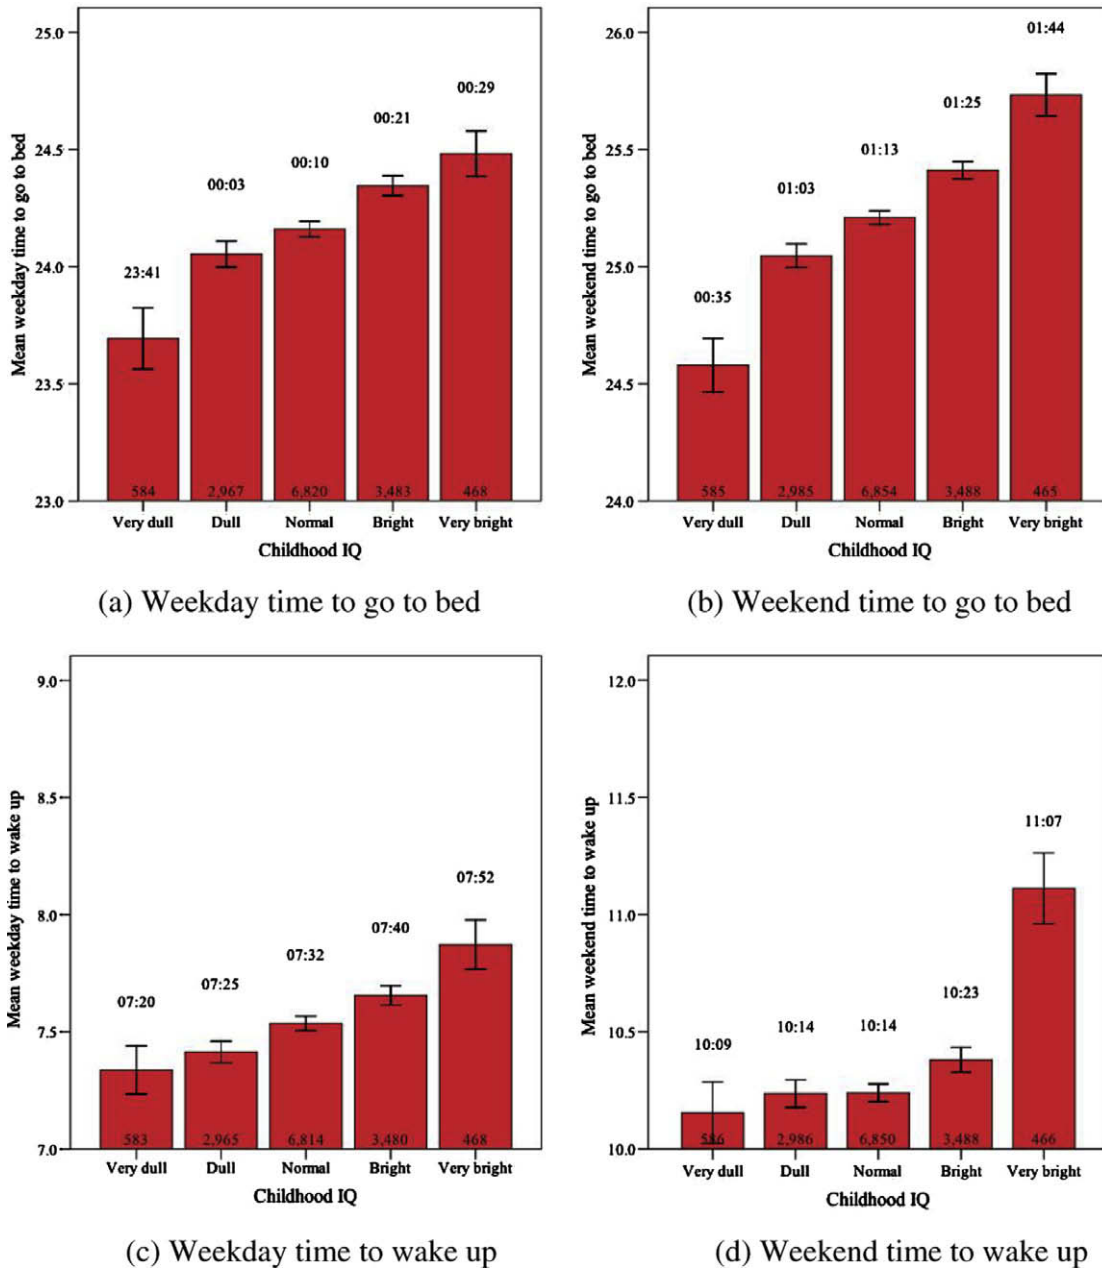 25.0
24.5
24.0
23.5
23.0
Mean weekday time to go to bed
23:41
00:03
00:10
00:21
00:29
584
2,967
6,820
3,483
468
Very dull
Dull
Normal
Bright
Very bright
Childhood IQ
(a) Weekday time to go to bed
26.0
25.5
25.0
24.5
24.0
Mean weekend time to go to bed
00:35
01:03
01:13
01:25
01:44
585
2,985
6,854
3,488
465
Very dull
Dull
Normal
Bright
Very bright
Childhood IQ
(b) Weekend time to go to bed
9.0
8.5
8.0
7.5
7.0
Mean weekday time to wake up
07:20
07:25
07:32
07:40
07:52
583
2,965
6,814
3,480
468
Very dull
Dull
Normal
Bright
Very bright
Childhood IQ
(c) Weekday time to wake up
12.0
11.5
11.0
10.5
10.0
Mean weekend time to wake up
10:09
10:14
10:14
10:23
11:07
586
2,986
6,850
3,488
466
Very dull
Dull
Normal
Bright
Very bright
Childhood IQ
(d) Weekend time to wake up